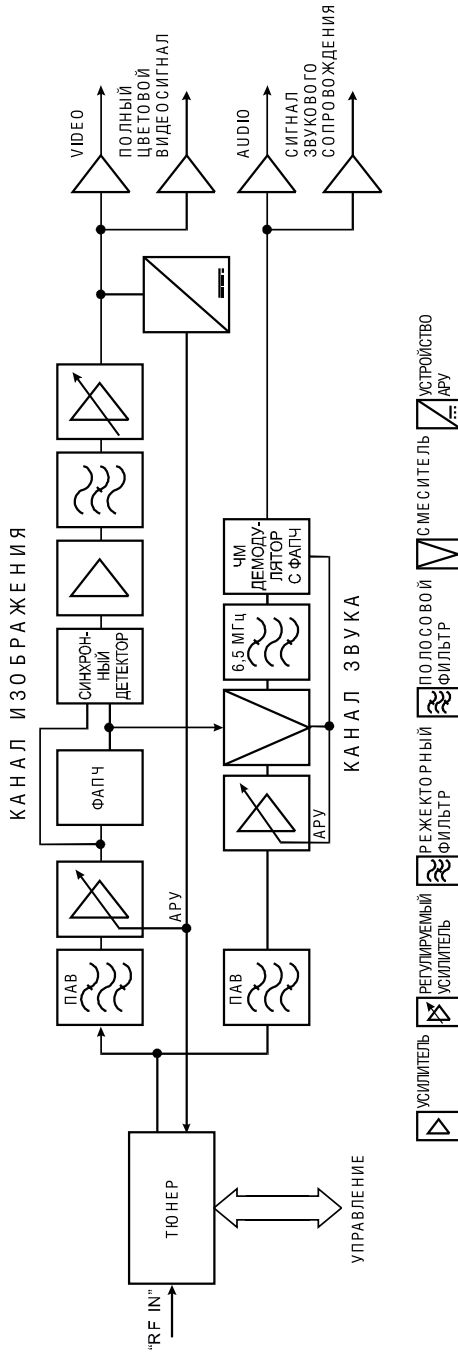 КАНАЛ ИЗОБРАЖЕНИЯ
"RF IN"
ТЮНЕР
УПРАВЛЕНИЕ
ПАВ
АРУ
ФАПЧ
СИНХРОН-
НЫЙ
ДЕТЕКТОР
VIDEO
ПОЛНЫЙ
ЦВЕТОВОЙ
ВИДЕОСИГНАЛ
ПАВ
АРУ
6,5 МГц
ЧМ
ДЕМОДУ-
ЛЯТОР
С ФАПЧ
AUDIO
СИГНАЛ
ЗВУКОВОГО
СОПРОВОЖДЕНИЯ
КАНАЛ ЗВУКА
УСИЛИТЕЛЬ
РЕГУЛИРУЕМЫЙ
УСИЛИТЕЛЬ
РЕЖЕКТОРНЫЙ
ФИЛЬТР
ПОЛОСОВОЙ
ФИЛЬТР
СМЕСИТЕЛЬ
УСТРОЙСТВО
АРУ